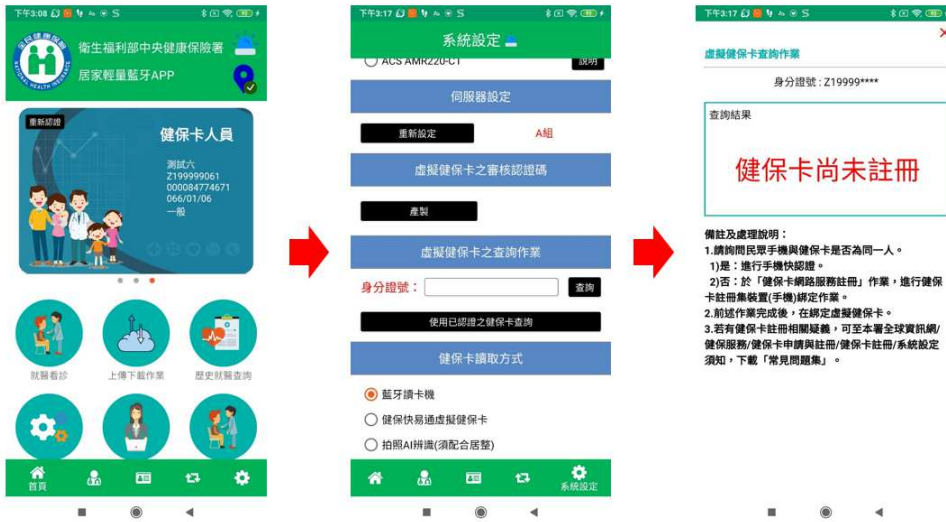 下午3:08
衛生福利部中央健康保險署
居家輕量藍牙APP
重新認證
健保卡人員
測試六
Z199999061
000084774671
066/01/06
一般
就醫看診
上傳下載作業
歷史就醫查詢
首頁
下午3:17
系統設定
ACS AMR220-C1
說明
伺服器設定
重新設定
A組
虛擬健保卡之審核認證碼
產製
虛擬健保卡之查詢作業
身分證號：
查詢
使用已認證之健保卡查詢
健保卡讀取方式
藍牙讀卡機
健保快易通虛擬健保卡
拍照AI辨識(須配合居整)
系統設定
下午3:17
虛擬健保卡查詢作業
身分證號 : Z19999****
查詢結果
健保卡尚未註冊
備註及處理說明：
1.請詢問民眾手機與健保卡是否為同一人。
1)是：進行手機快認證。
2)否：於「健保卡網路服務註冊」作業，進行健保
卡註冊集裝置(手機)綁定作業。
2.前述作業完成後，在綁定虛擬健保卡。
3.若有健保卡註冊相關疑義，可至本署全球資訊網/
健保服務/健保卡申請與註冊/健保卡註冊/系統設定
須知，下載「常見問題集」。